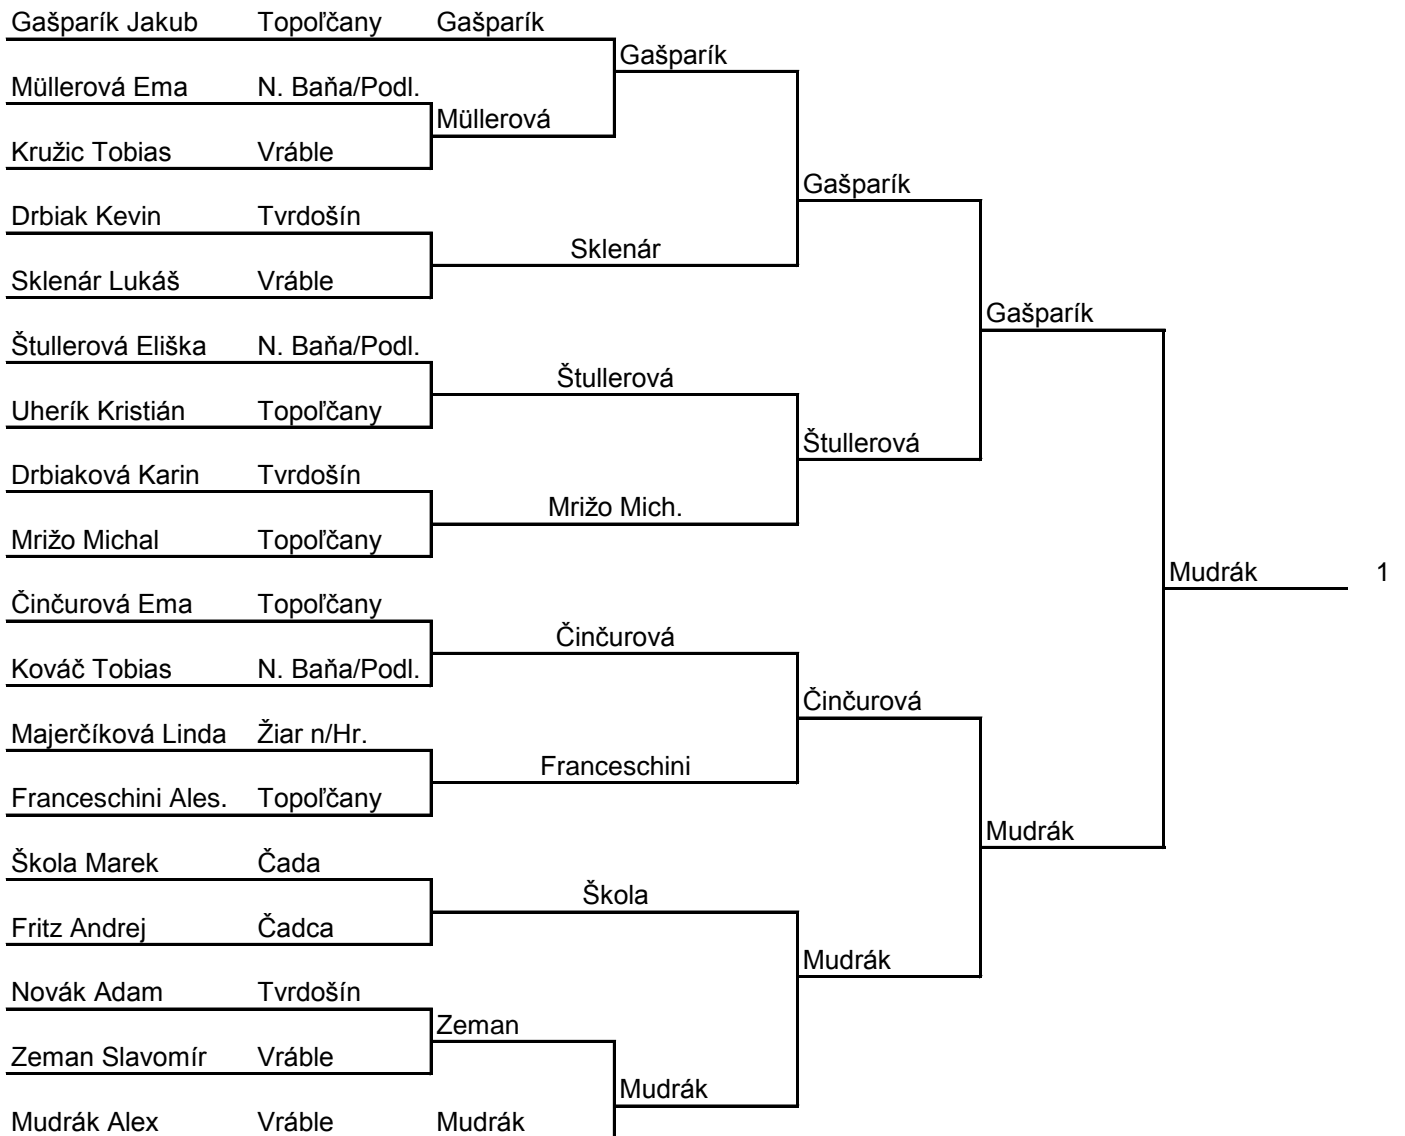 Gašparík Jakub Topoľčany Gašparík
Gašparík
Müllerová Ema N. Baňa/Podl.
Müllerová
Kružic Tobias Vráble
Gašparík
Drbiak Kevin Tvrdošín
Sklenár
Sklenár Lukáš Vráble
Gašparík
Štullerová Eliška N. Baňa/Podl.
Štullerová
Uherík Kristián Topoľčany
Štullerová
Drbiaková Karin Tvrdošín
Mrižo Mich.
Mrižo Michal Topoľčany
Mudrák 1
Činčurová Ema Topoľčany
Činčurová
Kováč Tobias N. Baňa/Podl.
Činčurová
Majerčíková Linda Žiar n/Hr.
Franceschini
Franceschini Ales. Topoľčany
Mudrák
Škola Marek Čada
Škola
Fritz Andrej Čadca
Mudrák
Novák Adam Tvrdošín
Zeman
Zeman Slavomír Vráble
Mudrák
Mudrák Alex Vráble Mudrák